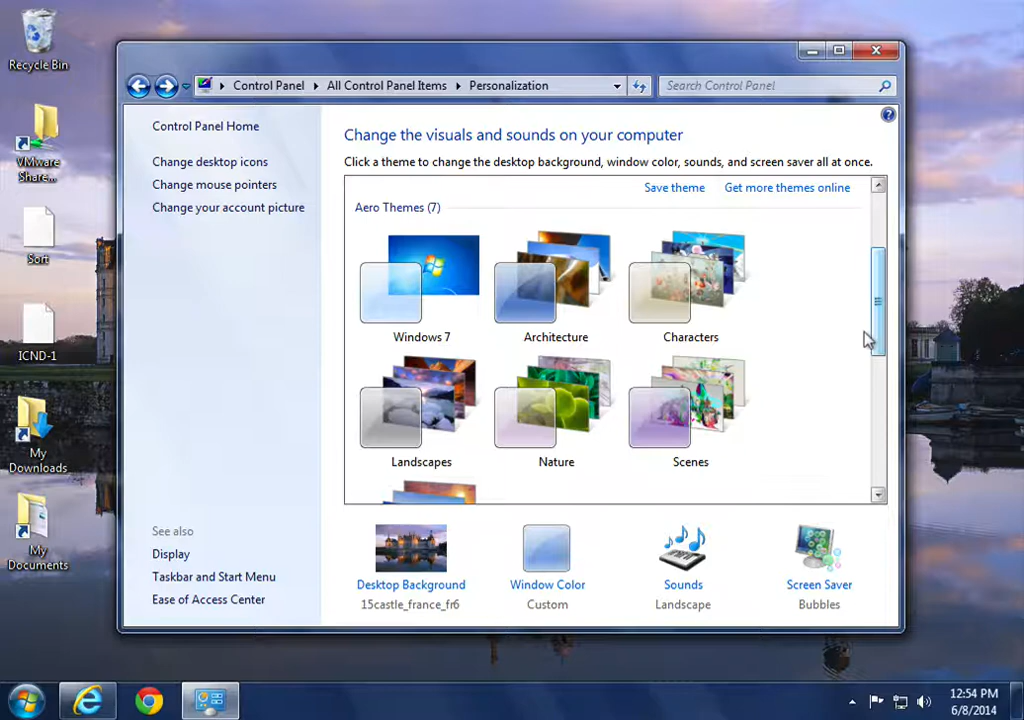 Recycle Bin
VMware
Share...
Soft
ICND-1
My
Downloads
My
Documents
Control Panel
All Control Panel Items
Personalization
Search Control Panel
Control Panel Home
Change desktop icons
Change mouse pointers
Change your account picture
See also
Display
Taskbar and Start Menu
Ease of Access Center
Change the visuals and sounds on your computer
Click a theme to change the desktop background, window color, sounds, and screen saver all at once.
Save theme Get more themes online
Aero Themes (7)
Windows 7 Architecture Characters
Landscapes Nature Scenes
Desktop Background Window Color Sounds Screen Saver
15castle_france_fr6 Custom Landscape Bubbles
12:54 PM
6/8/2014